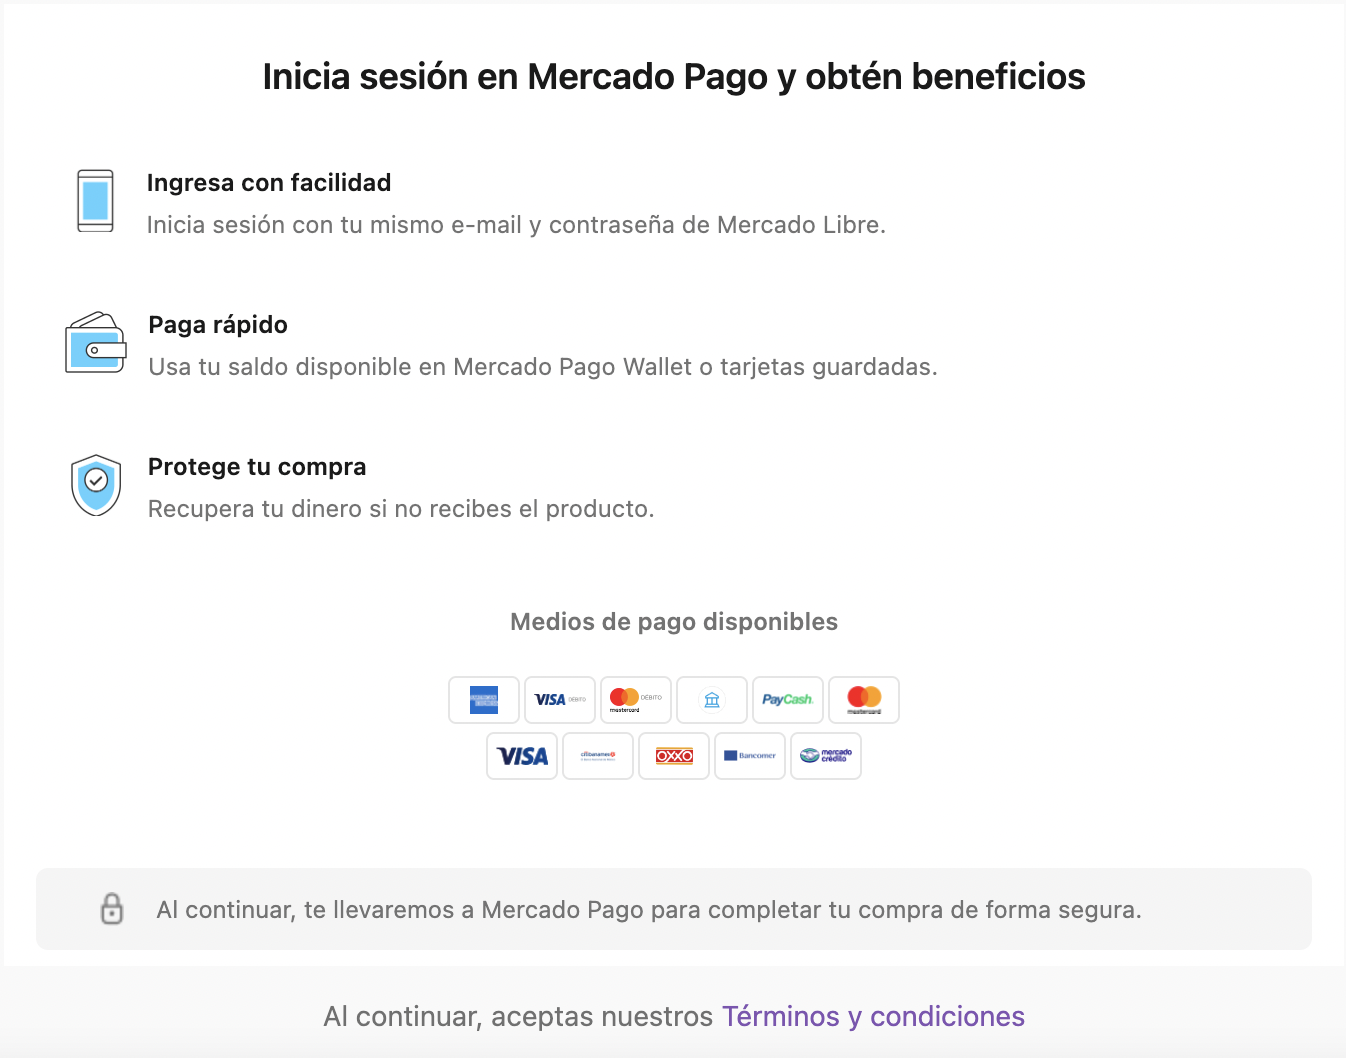 Inicia sesión en Mercado Pago y obtén beneficios
Ingresa con facilidad
Inicia sesión con tu mismo e-mail y contraseña de Mercado Libre.
Paga rápido
Usa tu saldo disponible en Mercado Pago Wallet o tarjetas guardadas.
Protege tu compra
Recupera tu dinero si no recibes el producto.
Medios de pago disponibles
VISA DEBITO
DEBITO
mastercard
PayCash
mastercard
VISA
citibanamex
OXXO
Bancomer
mercado
crédito
Al continuar, te llevaremos a Mercado Pago para completar tu compra de forma segura.
Al continuar, aceptas nuestros Términos y condiciones